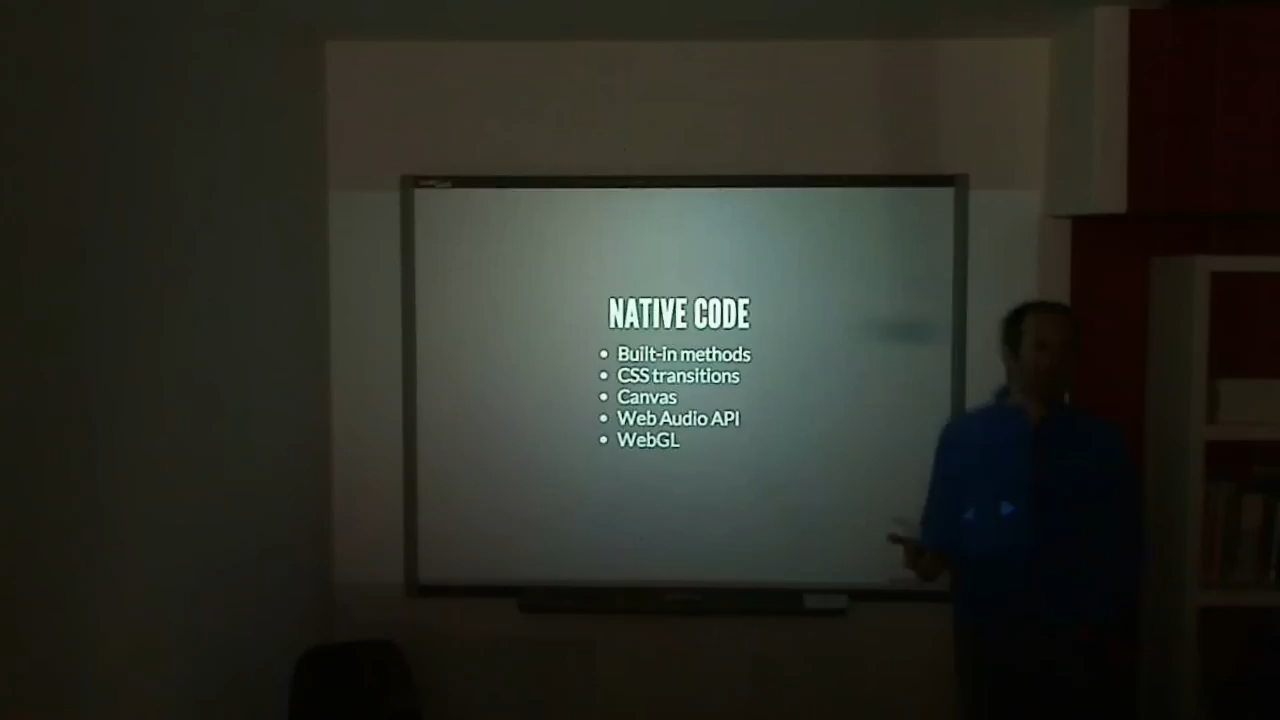 NATIVE CODE
Built-in methods
CSS transitions
Canvas
Web Audio API
WebGL